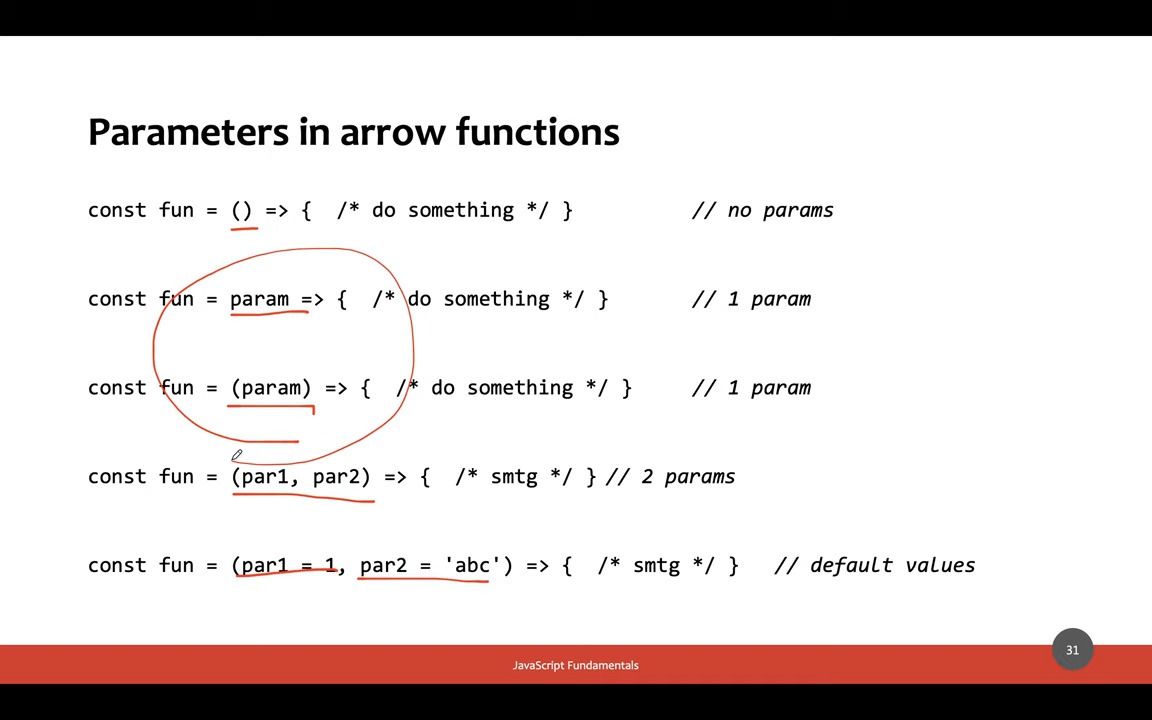 Parameters in arrow functions
const fun = () => { /* do something */ } // no params
const fun = param => { /* do something */ } // 1 param
const fun = (param) => { /* do something */ } // 1 param
const fun = (par1, par2) => { /* smtg */ } // 2 params
const fun = (par1 = 1, par2 = 'abc') => { /* smtg */ } // default values
31
JavaScript Fundamentals